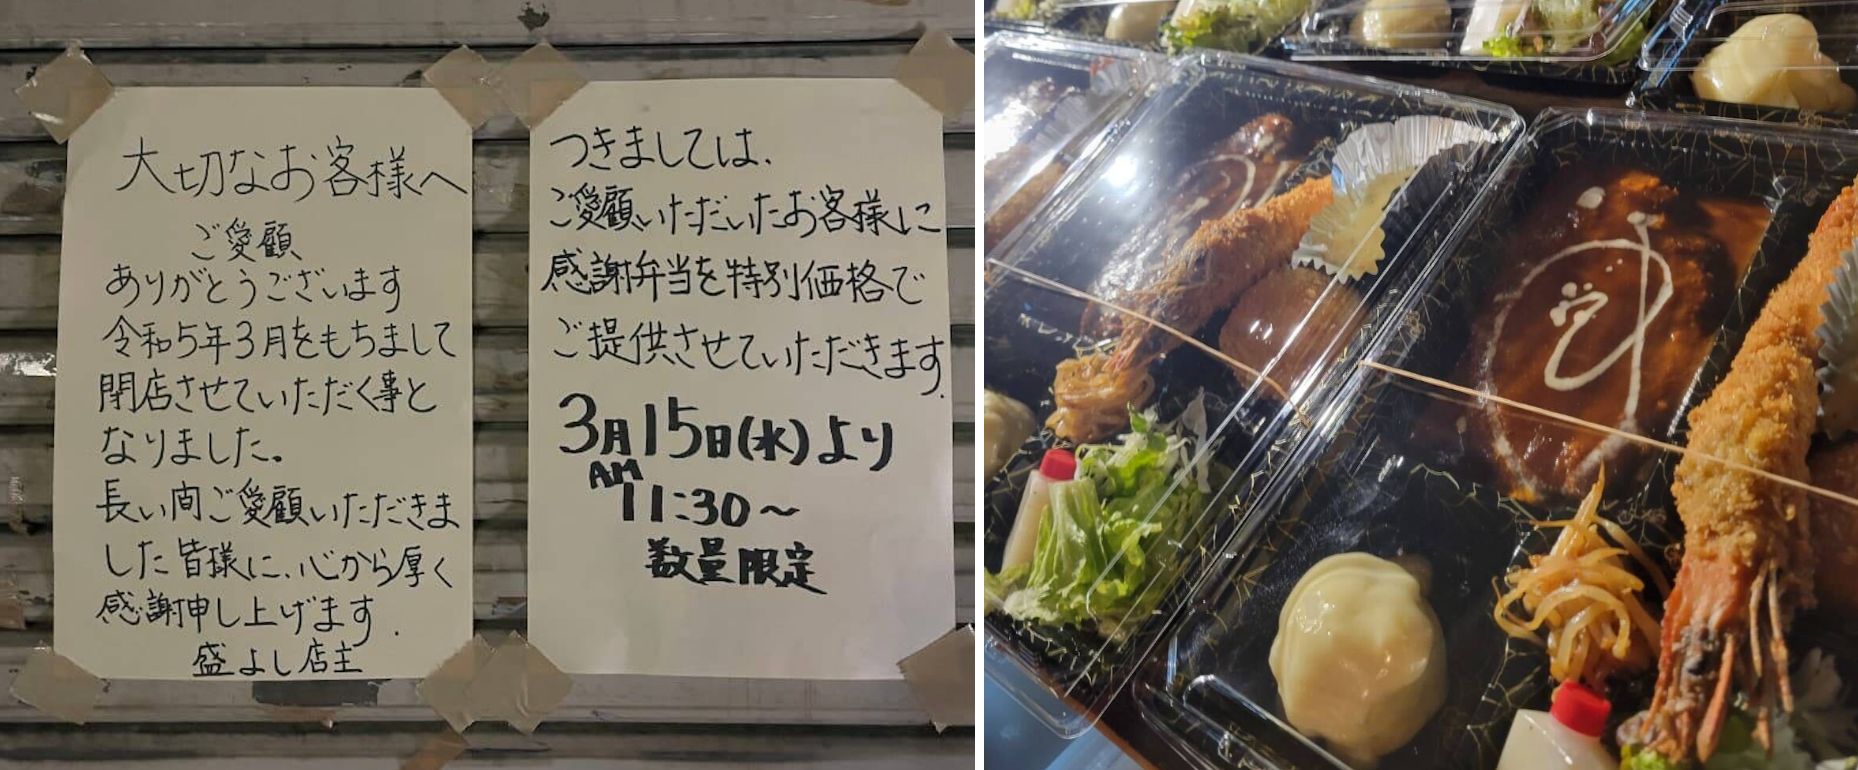 大切なお客様へ
ご愛顧
ありがとうございます
令和5年3月をもちまして
閉店させていただく事と
なりました。
長い間ご愛顧いただきま
した皆様に、心から厚く
感謝申し上げます.
盛よし店主
つきましては、
ご愛顧いただいたお客様に
感謝弁当を特別価格で
ご提供させていただきます.
3月15日(水)より
AM
11:30～
数量限定